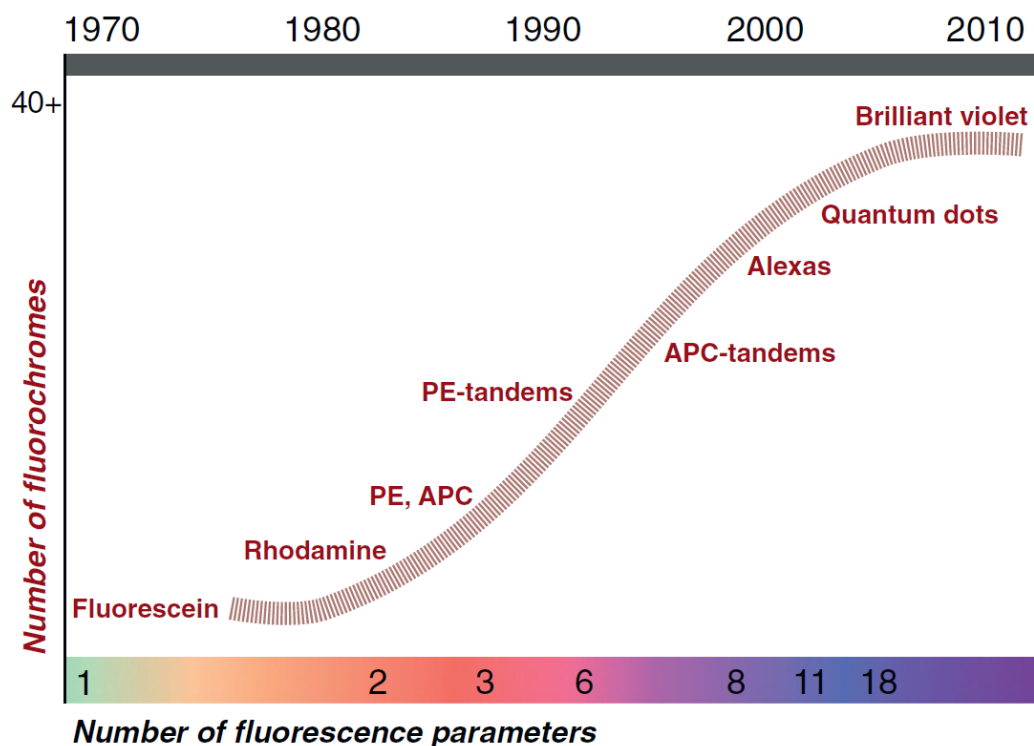 1970 1980 1990 2000 2010
40+
Brilliant violet
Quantum dots
Alexas
APC-tandems
PE-tandems
PE, APC
Rhodamine
Fluorescein
Number of fluorochromes
1 2 3 6 8 11 18
Number of fluorescence parameters